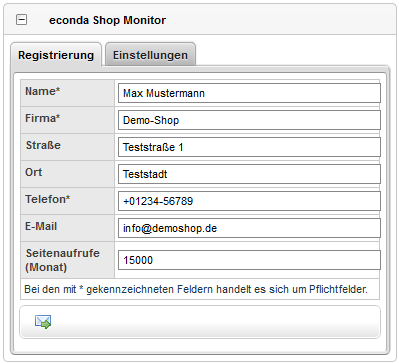 econda Shop Monitor
Registrierung Einstellungen
Name* Max Mustermann
Firma* Demo-Shop
Straße Teststraße 1
Ort Teststadt
Telefon* +01234-56789
E-Mail info@demoshop.de
Seitenaufrufe
(Monat) 15000
Bei den mit * gekennzeichneten Feldern handelt es sich um Pflichtfelder.